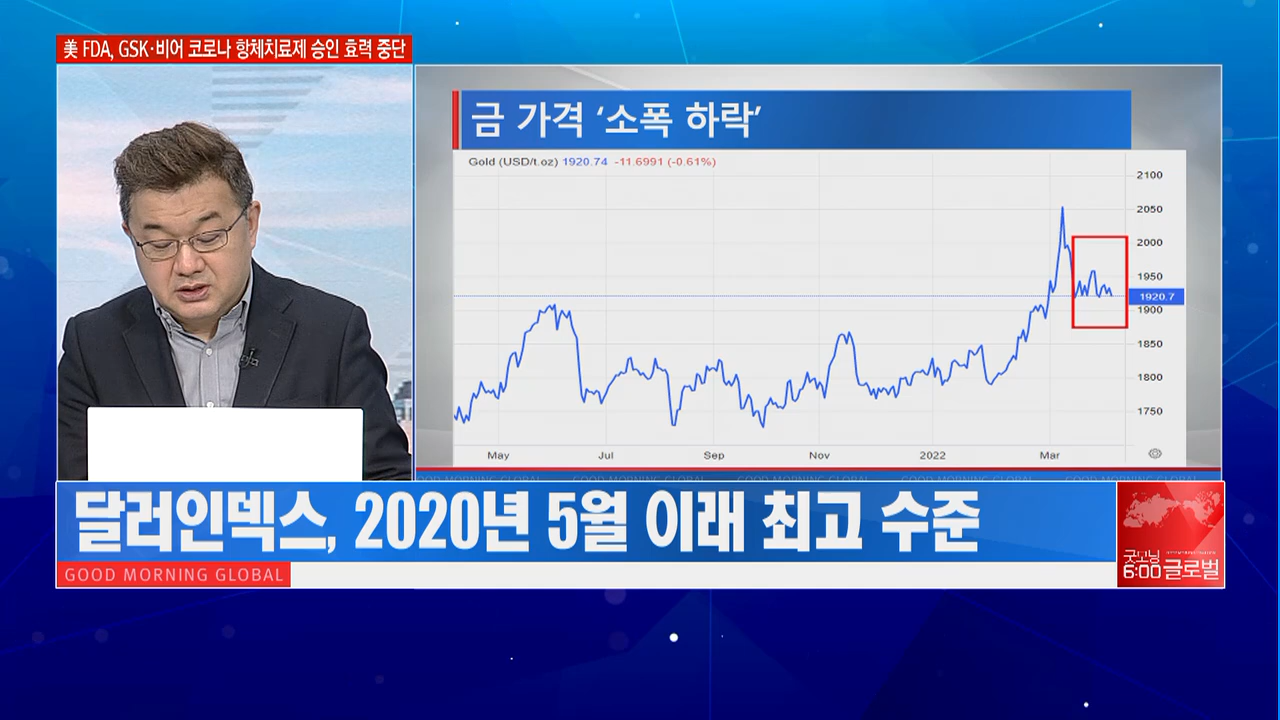 美 FDA, GSK·비어 코로나 항체치료제 승인 효력 중단
금 가격 ‘소폭 하락’
Gold (USD/t.oz) 1920.74 -11.6991 (-0.61%)
2100
2050
2000
1950
1920.7
1900
1850
1800
1750
May Jul Sep Nov 2022 Mar
달러인덱스, 2020년 5월 이래 최고 수준
GOOD MORNING GLOBAL
굿모닝
6:00 글로벌